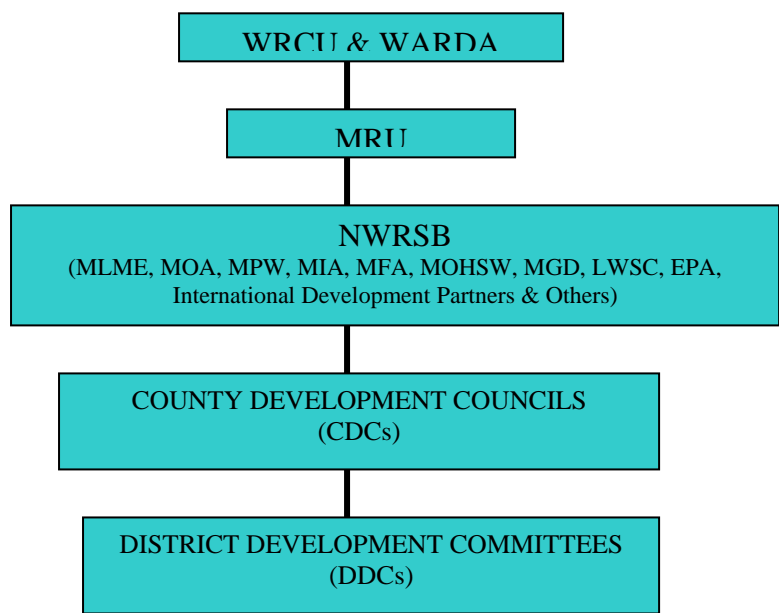 WRCU & WARDA
MRU
NWRSB
(MLME, MOA, MPW, MIA, MFA, MOHSW, MGD, LWSC, EPA,
International Development Partners & Others)
COUNTY DEVELOPMENT COUNCILS
(CDCs)
DISTRICT DEVELOPMENT COMMITTEES
(DDCs)